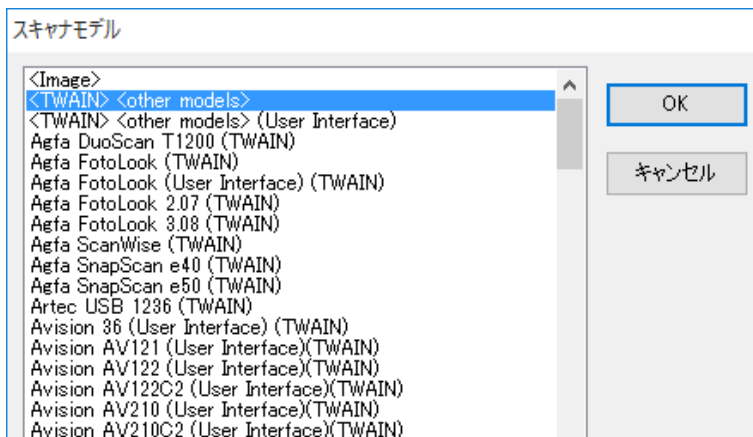 スキャナモデル
<Image>
<TWAIN> <other models>
<TWAIN> <other models> (User Interface)
Agfa DuoScan T1200 (TWAIN)
Agfa FotoLook (TWAIN)
Agfa FotoLook (User Interface) (TWAIN)
Agfa FotoLook 2.07 (TWAIN)
Agfa FotoLook 3.08 (TWAIN)
Agfa ScanWise (TWAIN)
Agfa SnapScan e40 (TWAIN)
Agfa SnapScan e50 (TWAIN)
Artec USB 1236 (TWAIN)
Avision 36 (User Interface) (TWAIN)
Avision AV121 (User Interface)(TWAIN)
Avision AV122 (User Interface)(TWAIN)
Avision AV122C2 (User Interface)(TWAIN)
Avision AV210 (User Interface)(TWAIN)
Avision AV210C2 (User Interface)(TWAIN)
OK
キャンセル